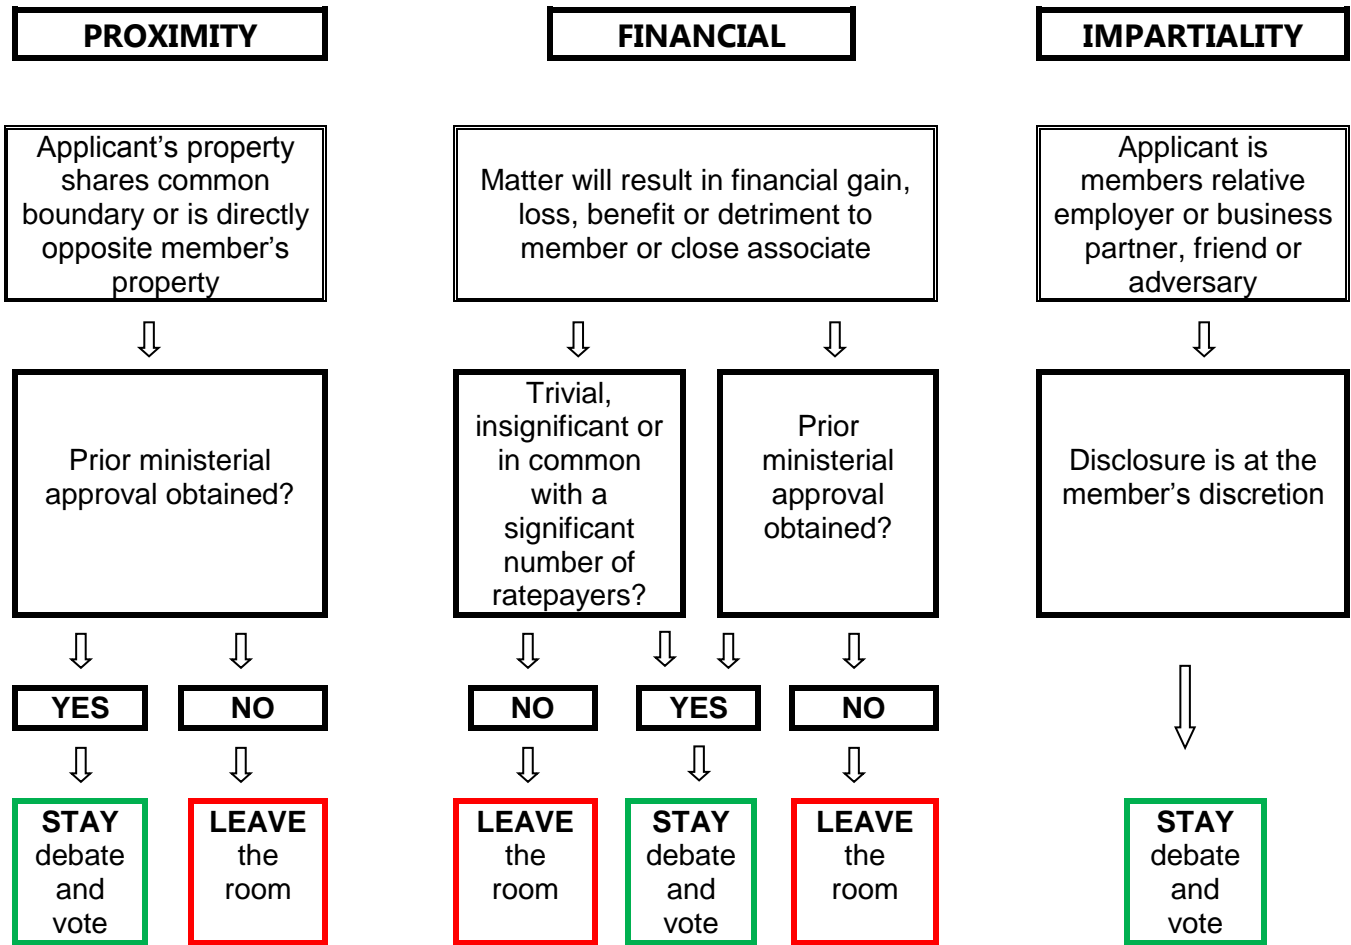 PROXIMITY
FINANCIAL
IMPARTIALITY
Applicant's property
shares common
boundary or is directly
opposite member's
property
Matter will result in financial gain,
loss, benefit or detriment to
member or close associate
Applicant is
members relative
employer or business
partner, friend or
adversary
Prior ministerial
approval obtained?
Trivial,
insignificant or
in common
with a
significant
number of
ratepayers?
Prior
ministerial
approval
obtained?
Disclosure is at the
member's discretion
YES
NO
NO
YES
NO
STAY
debate
and
vote
LEAVE
the
room
LEAVE
the
room
STAY
debate
and
vote
LEAVE
the
room
STAY
debate
and
vote